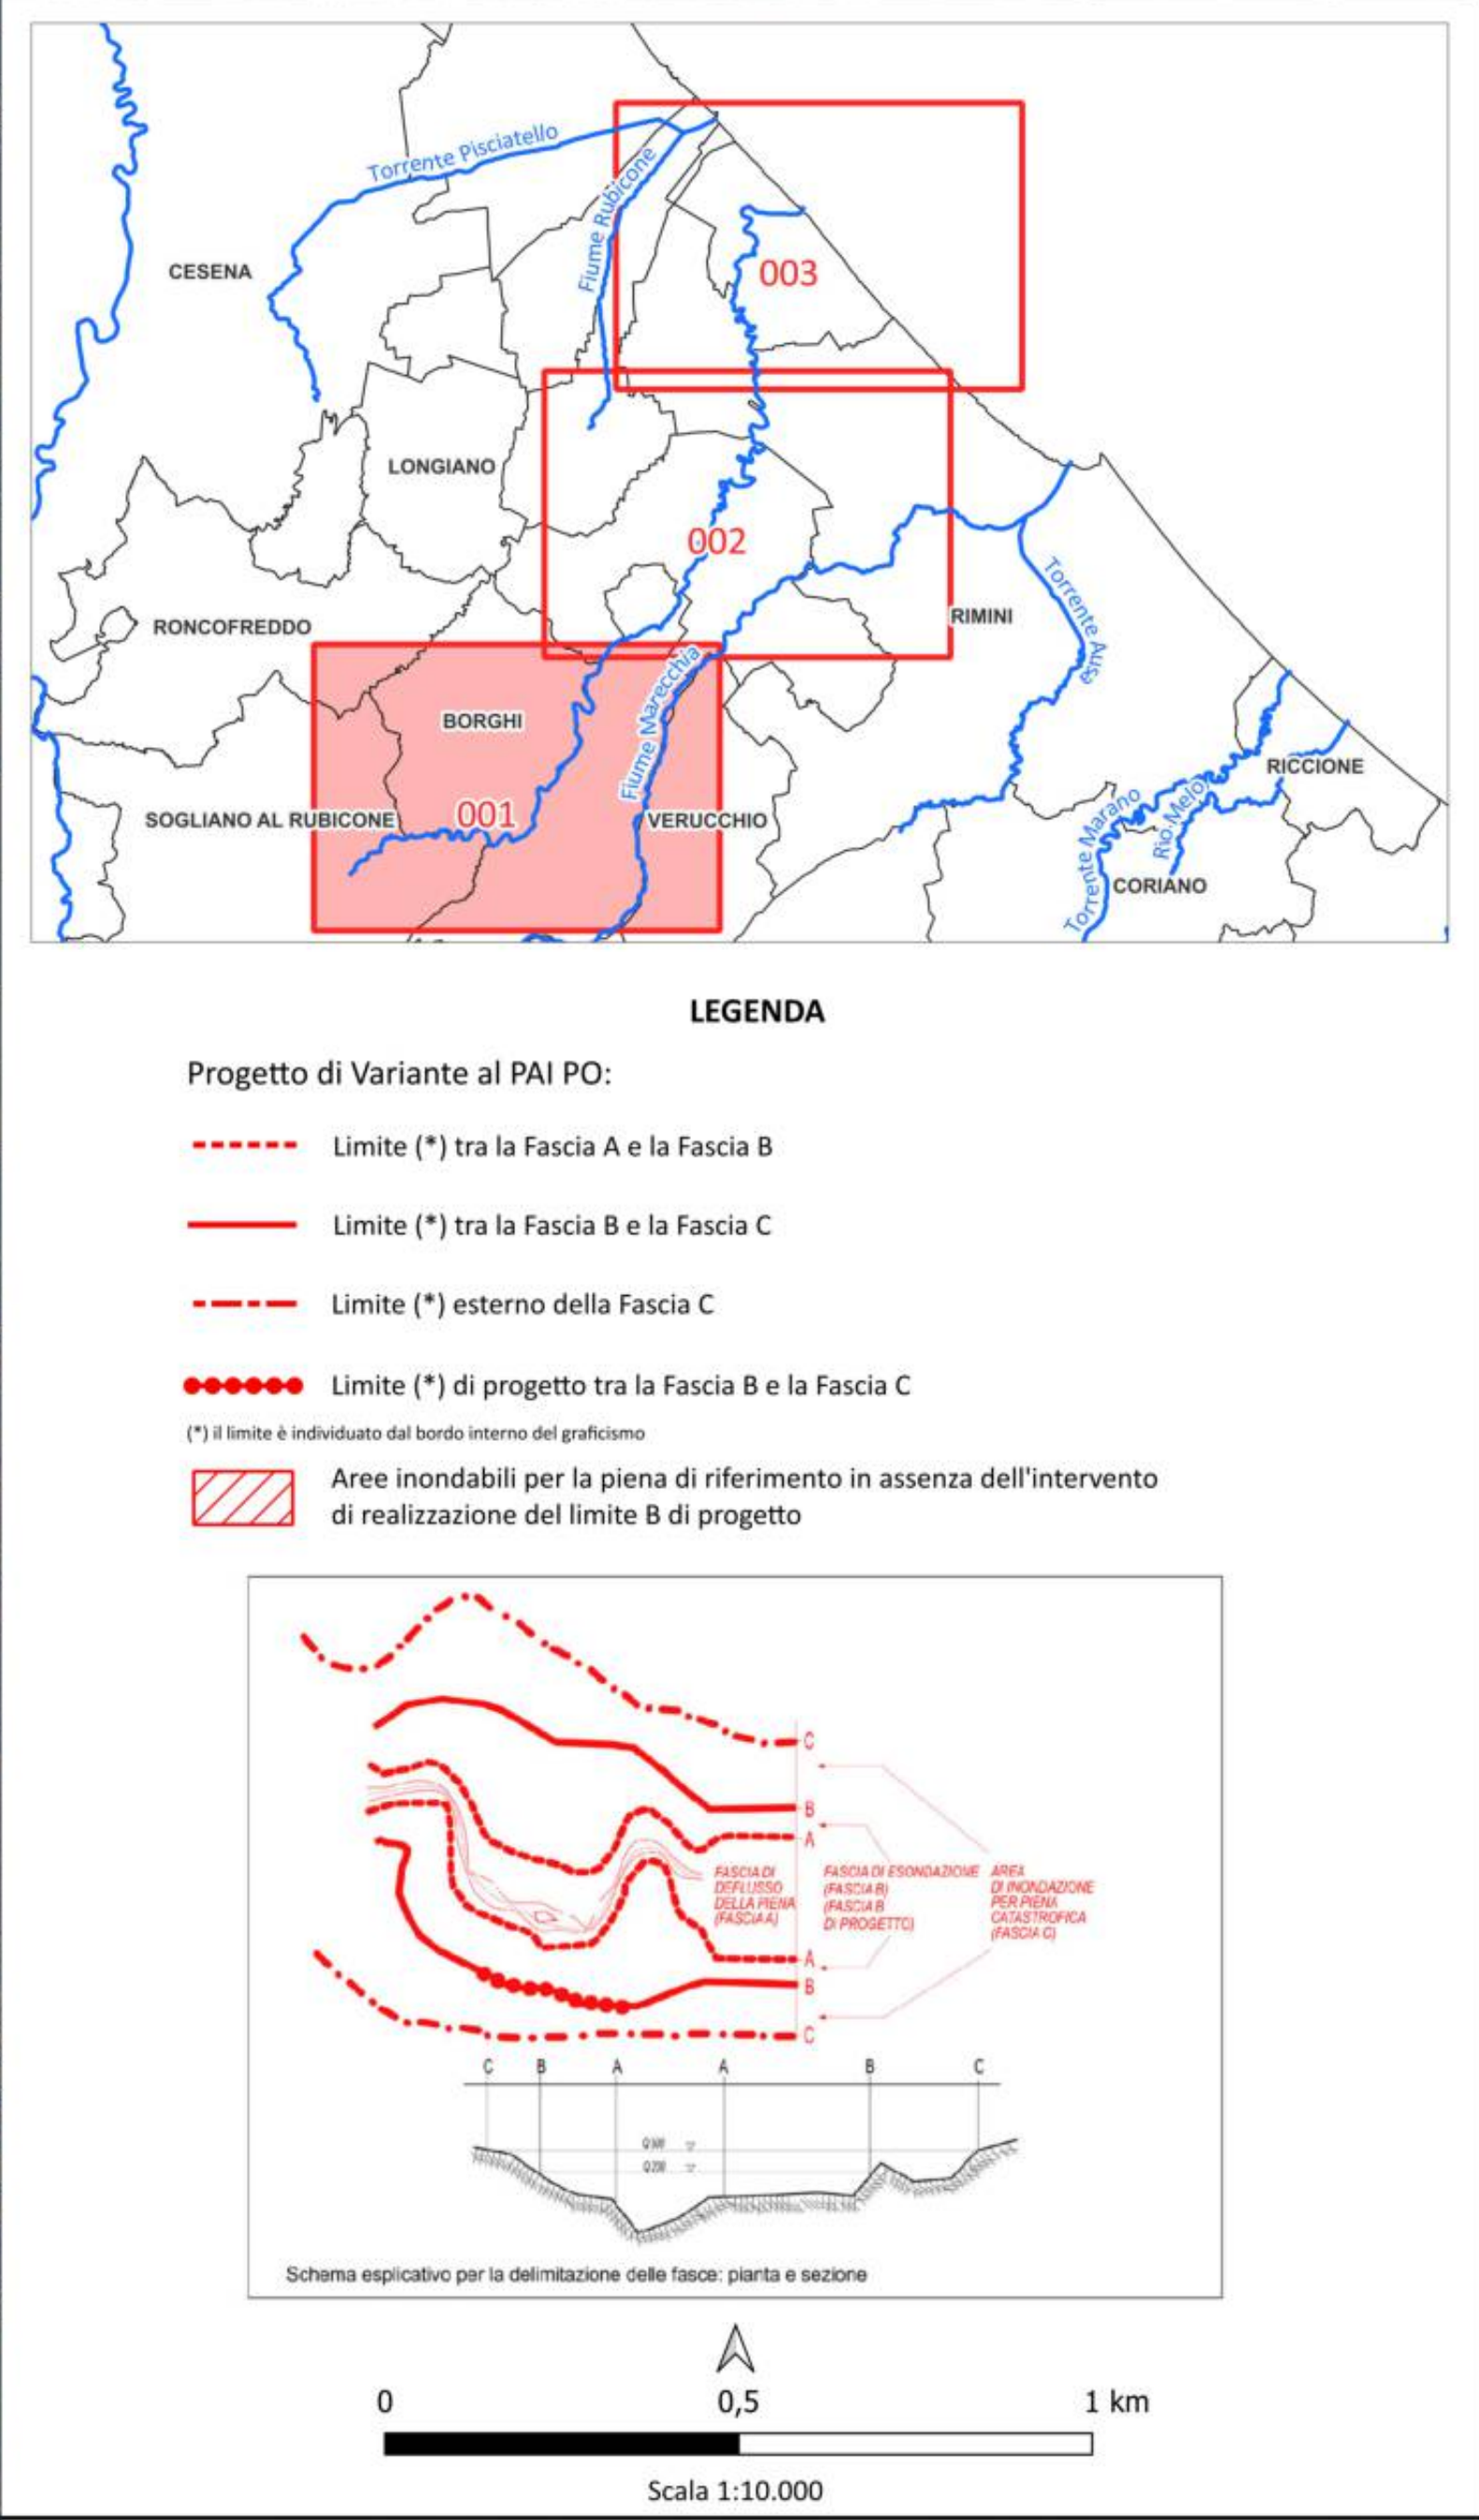 Torrente Pisciatello
Fiume Rubicone
CESENA
003
LONGIANO
002
Torrente Ausa
RONCOFREDDO
RIMINI
Fiume Marecchia
BORGHI
RICCIONE
SOGLIANO AL RUBICONE
001
VERUCCHIO
Torrente Marano
Rio Melo
CORIANO
LEGENDA
Progetto di Variante al PAI PO:
Limite (*) tra la Fascia A e la Fascia B
Limite (*) tra la Fascia B e la Fascia C
Limite (*) esterno della Fascia C
Limite (*) di progetto tra la Fascia B e la Fascia C
(*) il limite è individuato dal bordo interno del graficismo
Aree inondabili per la piena di riferimento in assenza dell'intervento
di realizzazione del limite B di progetto
C
B
A
FASCIA DI
DEFLUSSO
DELLA PIENA
(FASCIA A)
FASCIA DI ESONDAZIONE
(FASCIA B)
(FASCIA B
DI PROGETTO)
AREA
DI INONDAZIONE
PER PIENA
CATASTROFICA
(FASCIA C)
A
B
C
C B A A B C
Q200
Schema esplicativo per la delimitazione delle fasce: pianta e sezione
0 0,5 1 km
Scala 1:10.000